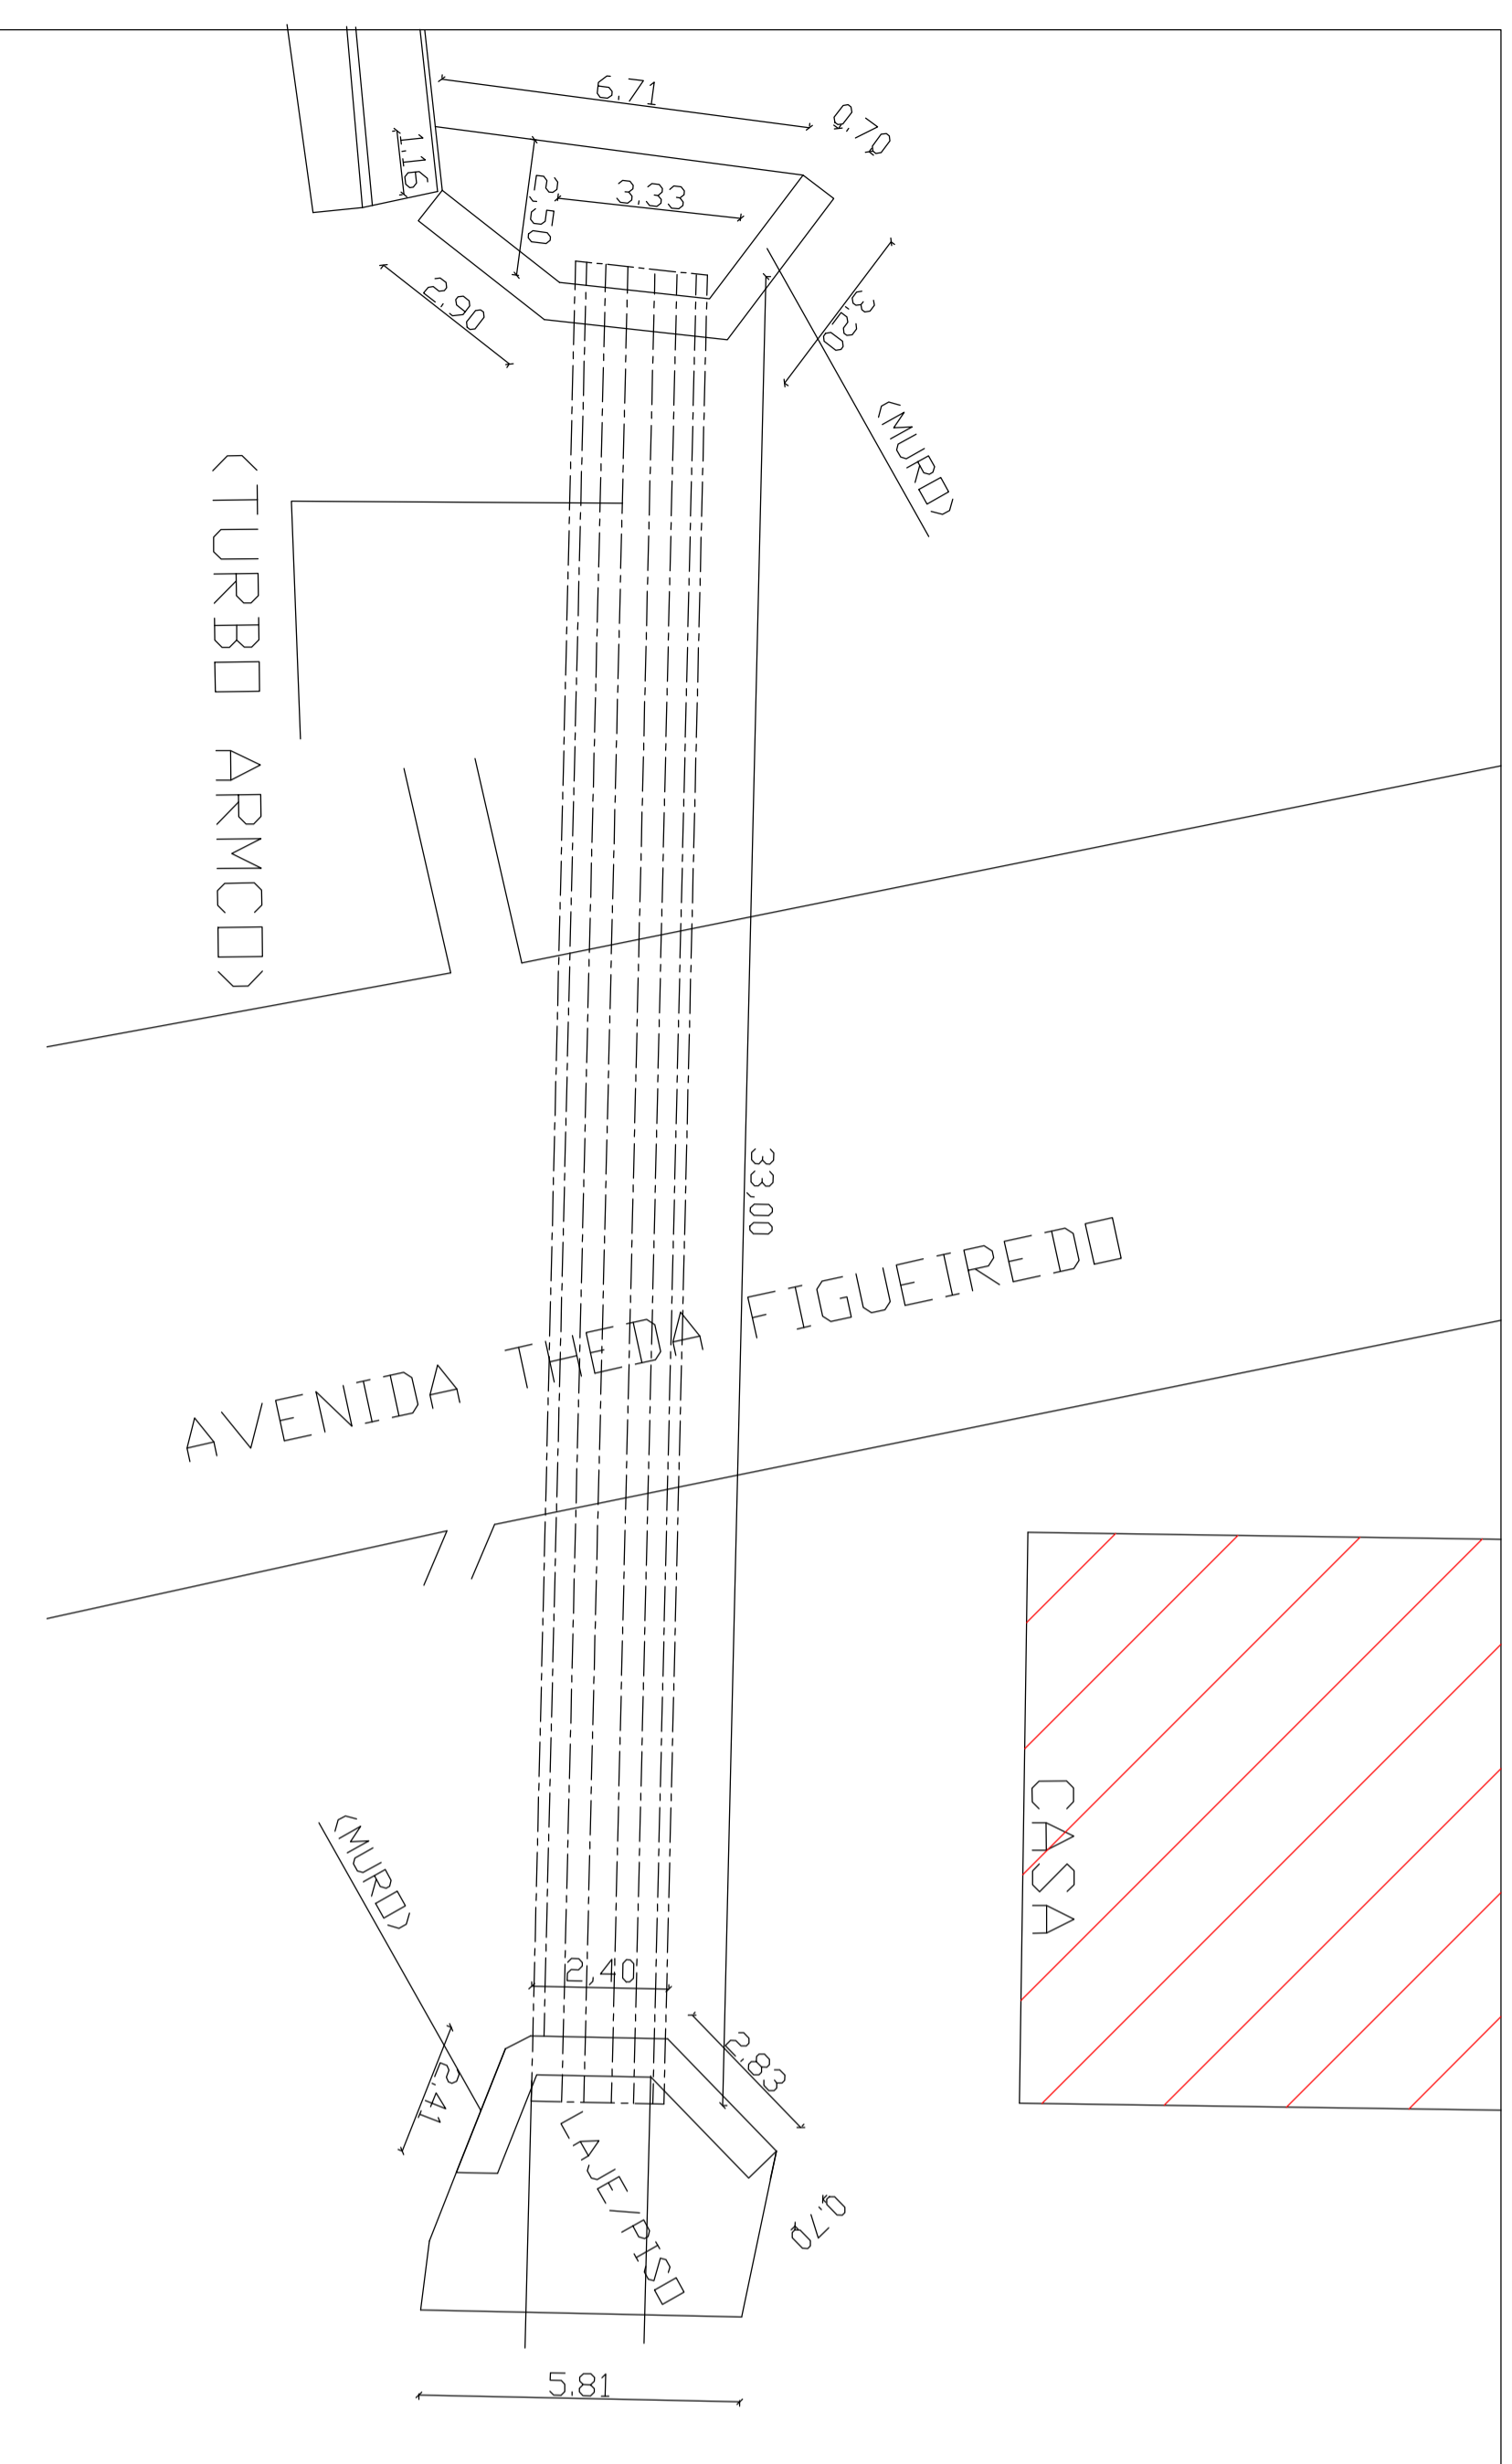 6.71
0,70
1.16
2,50
3.33
2,90
3,30
(MURO)
(TURBO ARMCO)
33,00
AVENIDA THEDA FIGUEIREDO
CASA
(MURO)
2,40
2,83
2,41
LAJE/PISO
0,70
5.81